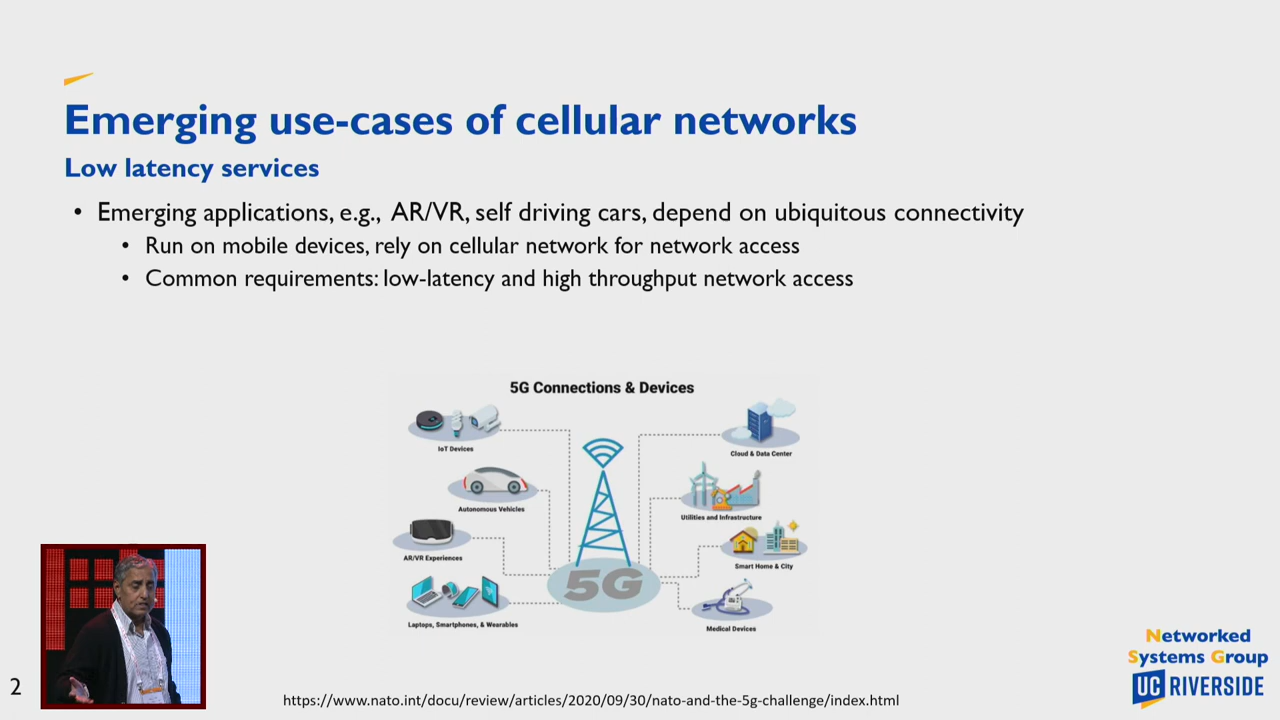 Emerging use-cases of cellular networks
Low latency services
• Emerging applications, e.g., AR/VR, self driving cars, depend on ubiquitous connectivity
• Run on mobile devices, rely on cellular network for network access
• Common requirements: low-latency and high throughput network access
5G Connections & Devices
IoT Devices
Cloud & Data Center
Autonomous Vehicles
Utilities and Infrastructure
AR/VR Experiences
Smart Home & City
5G
Laptops, Smartphones, & Wearables
Medical Devices
Networked
Systems Group
UC RIVERSIDE
2
https://www.nato.int/docu/review/articles/2020/09/30/nato-and-the-5g-challenge/index.html